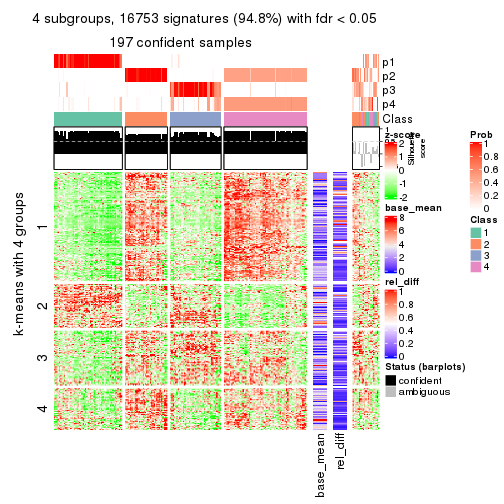 4 subgroups, 16753 signatures (94.8%) with fdr < 0.05
197 confident samples
p1
p2
p3
p4
Class
1
Silhouette score
k-means with 4 groups
1
2
3
4
base_mean
rel_diff
z-score
2
1
0
-1
-2
base_mean
8
6
4
2
0
rel_diff
1
0.8
0.6
0.4
0.2
0
Status (barplots)
confident
ambiguous
Prob
1
0.8
0.6
0.4
0.2
0
Class
1
2
3
4